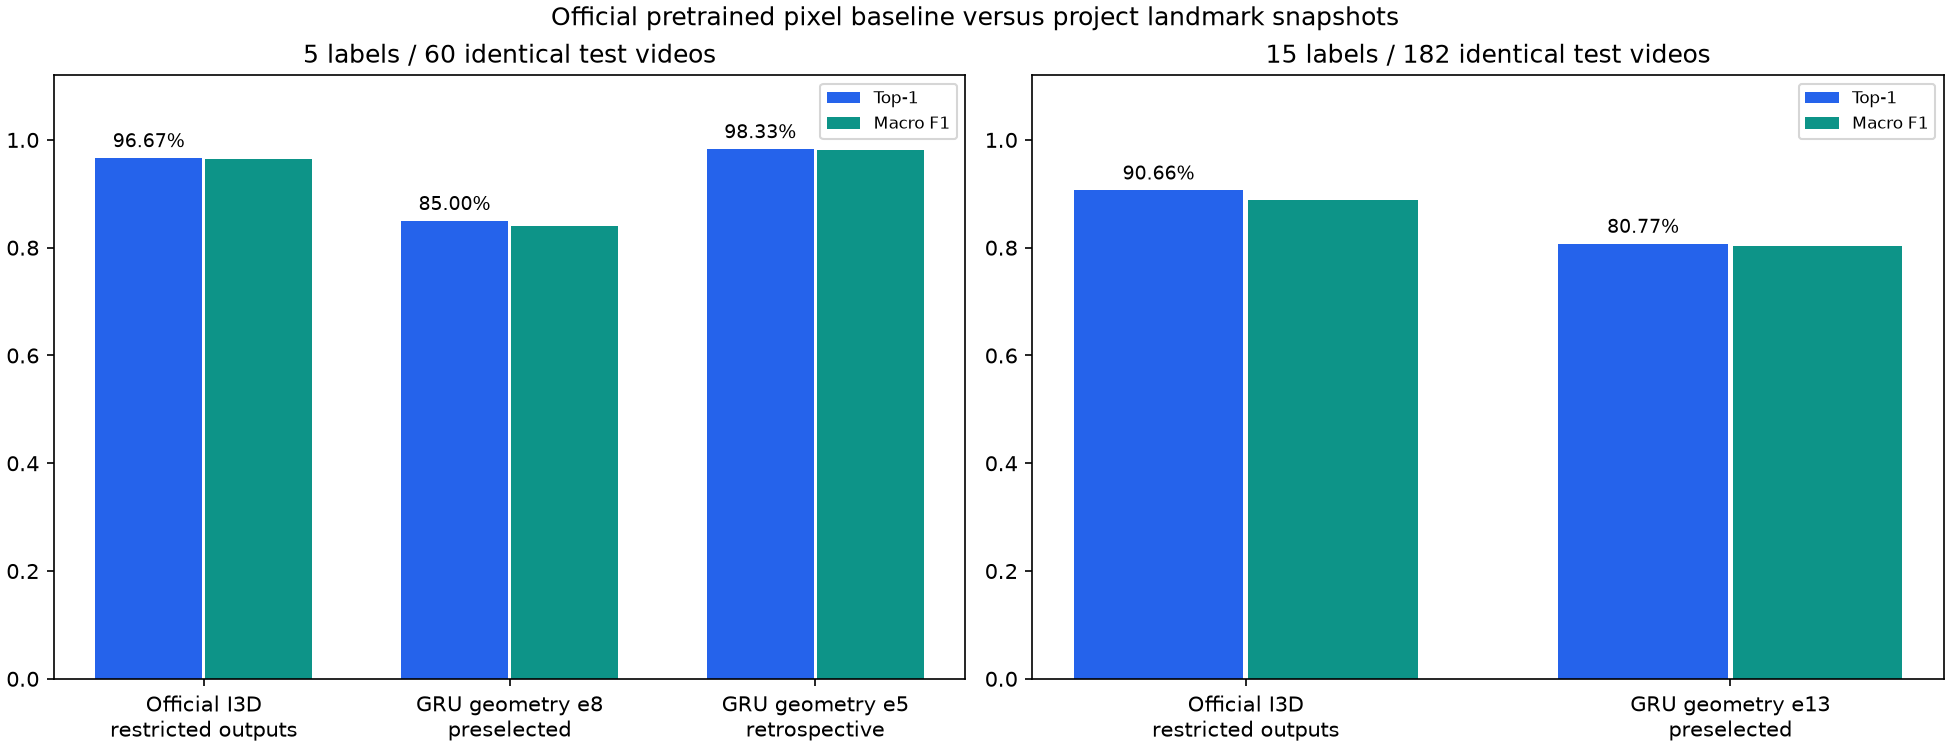 Official pretrained pixel baseline versus project landmark snapshots
5 labels / 60 identical test videos
Top-1
Macro F1
96.67%
85.00%
98.33%
1.0
0.8
0.6
0.4
0.2
0.0
Official I3D
restricted outputs
GRU geometry e8
preselected
GRU geometry e5
retrospective
15 labels / 182 identical test videos
Top-1
Macro F1
90.66%
80.77%
1.0
0.8
0.6
0.4
0.2
0.0
Official I3D
restricted outputs
GRU geometry e13
preselected